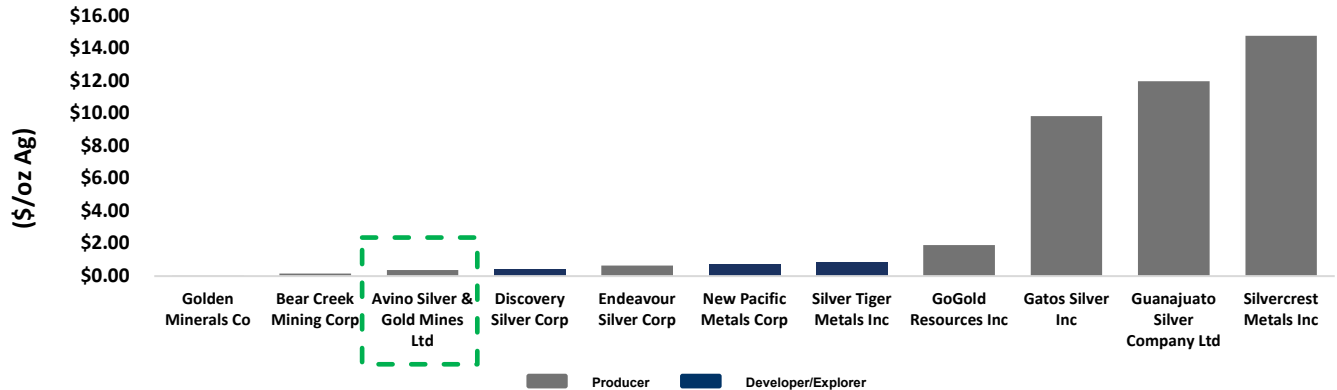 $16.00
$14.00
$12.00
$10.00
$8.00
$6.00
$4.00
$2.00
$0.00
($/oz Ag)
Golden
Minerals Co
Bear Creek
Mining Corp
Avino Silver &
Gold Mines
Ltd
Discovery
Silver Corp
Endeavour
Silver Corp
New Pacific
Metals Corp
Silver Tiger
Metals Inc
GoGold
Resources Inc
Gatos Silver
Inc
Guanajuato
Silver
Company Ltd
Silvercrest
Metals Inc
Producer
Developer/Explorer